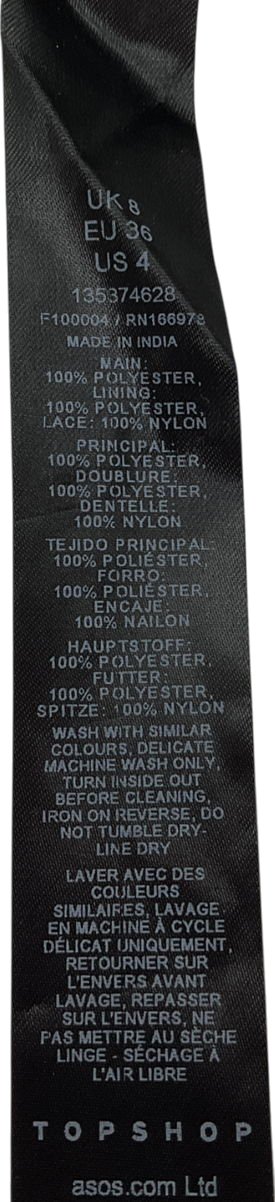 UK 8
EU 36
US 4
135374628
F100004 / RN166978
MADE IN INDIA
MAIN:
100% POLYESTER,
LINING:
100% POLYESTER,
LACE: 100% NYLON
PRINCIPAL:
100% POLYESTER,
DOUBLURE:
100% POLYESTER,
DENTELLE:
100% NYLON
TEJIDO PRINCIPAL:
100% POLIÉSTER,
FORRO:
100% POLIÉSTER,
ENCAJE:
100% NAILON
HAUPTSTOFF:
100% POLYESTER,
FUTTER:
100% POLYESTER,
SPITZE: 100% NYLON
WASH WITH SIMILAR
COLOURS, DELICATE
MACHINE WASH ONLY,
TURN INSIDE OUT
BEFORE CLEANING,
IRON ON REVERSE, DO
NOT TUMBLE DRY-
LINE DRY
LAVER AVEC DES
COULEURS
SIMILAIRES, LAVAGE
EN MACHINE À CYCLE
DÉLICAT UNIQUEMENT,
RETOURNER SUR
L'ENVERS AVANT
LAVAGE, REPASSER
SUR L'ENVERS, NE
PAS METTRE AU SÈCHE
LINGE - SÉCHAGE À
L'AIR LIBRE
TOPSHOP
asos.com Ltd